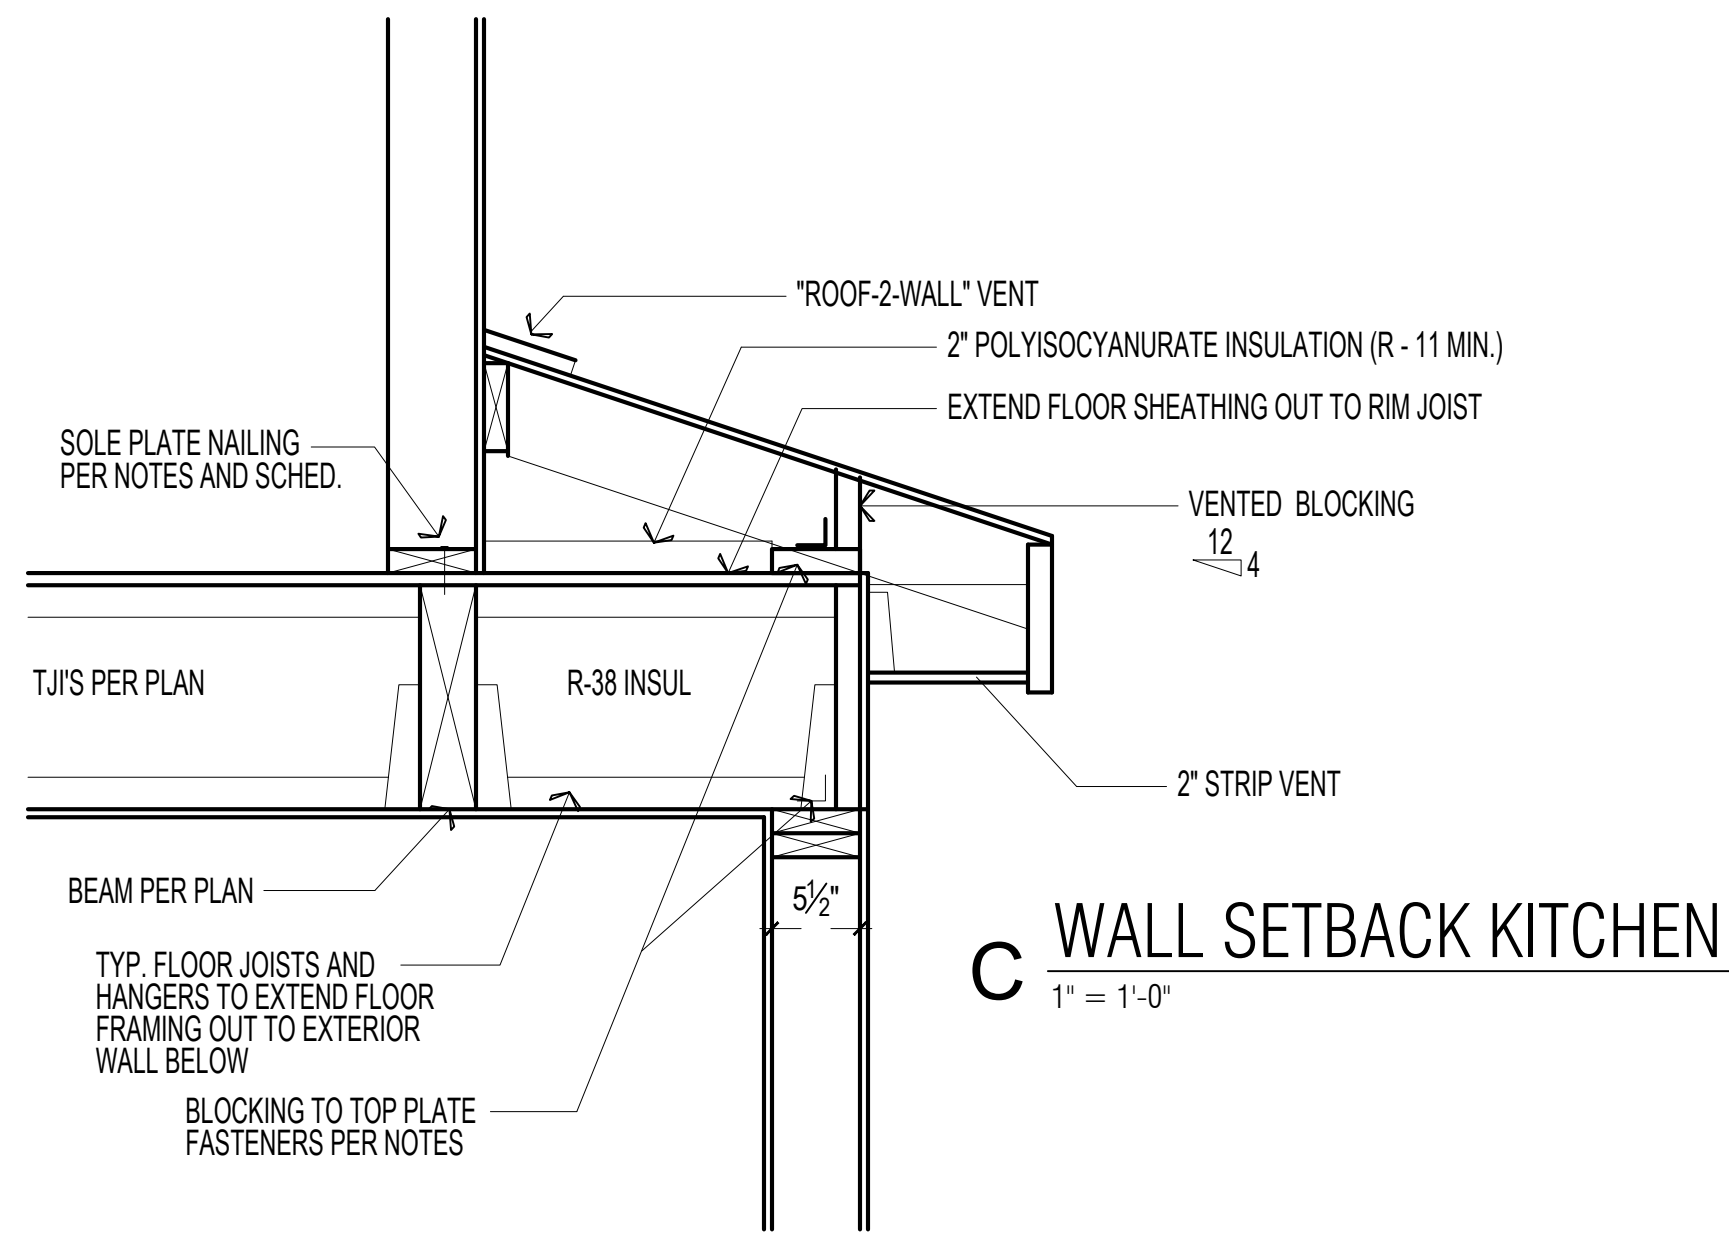 "ROOF-2-WALL" VENT
2" POLYISOCYANURATE INSULATION (R - 11 MIN.)
EXTEND FLOOR SHEATHING OUT TO RIM JOIST
SOLE PLATE NAILING
PER NOTES AND SCHED.
VENTED BLOCKING
12
4
TJI'S PER PLAN
R-38 INSUL
2" STRIP VENT
BEAM PER PLAN
5½"
TYP. FLOOR JOISTS AND
HANGERS TO EXTEND FLOOR
FRAMING OUT TO EXTERIOR
WALL BELOW
BLOCKING TO TOP PLATE
FASTENERS PER NOTES
C WALL SETBACK KITCHEN
1" = 1'-0"